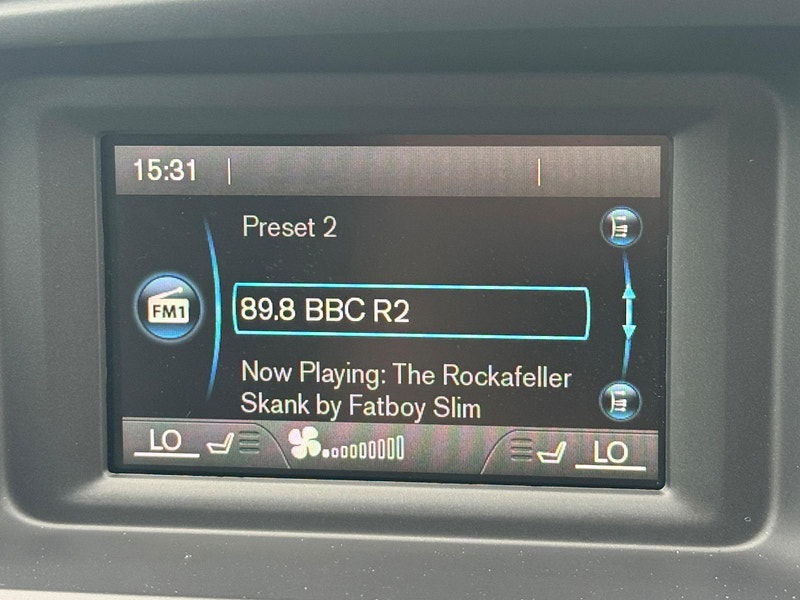 15:31
Preset 2
FM1
89.8 BBC R2
Now Playing: The Rockafeller
Skank by Fatboy Slim
LO
LO